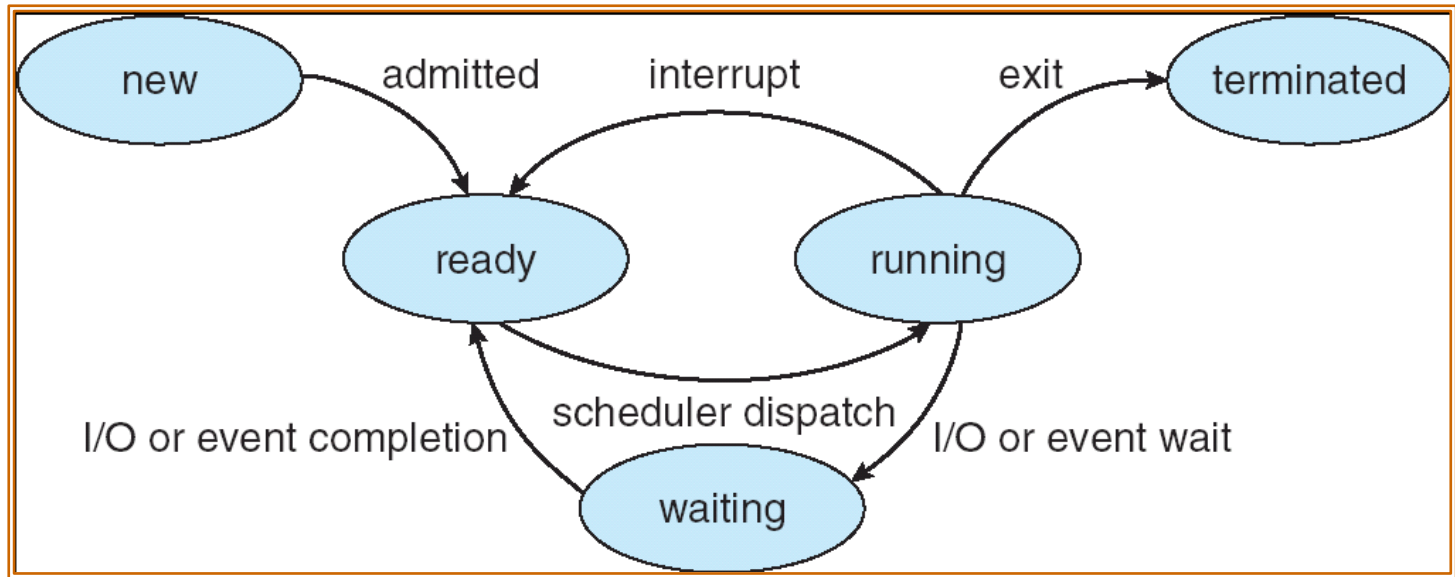 new
admitted
interrupt
exit
terminated
ready
running
scheduler dispatch
I/O or event completion
I/O or event wait
waiting